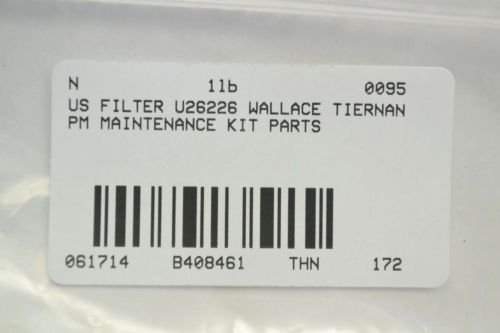 N 1lb 0095
US FILTER U26226 WALLACE TIERNAN
PM MAINTENANCE KIT PARTS
061714 B408461 THN 172